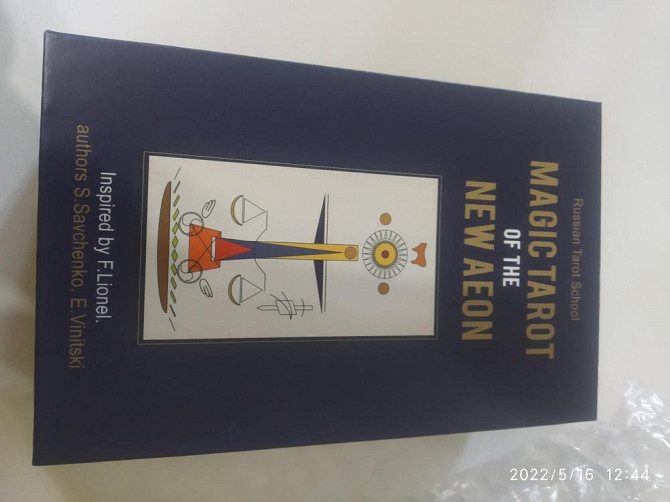 Russian Tarot School
MAGIC TAROT
OF THE
NEW AEON
Inspired by F.Lionel.
authors S.Savchenko, E.Vinitski
2022/5/16 12:44